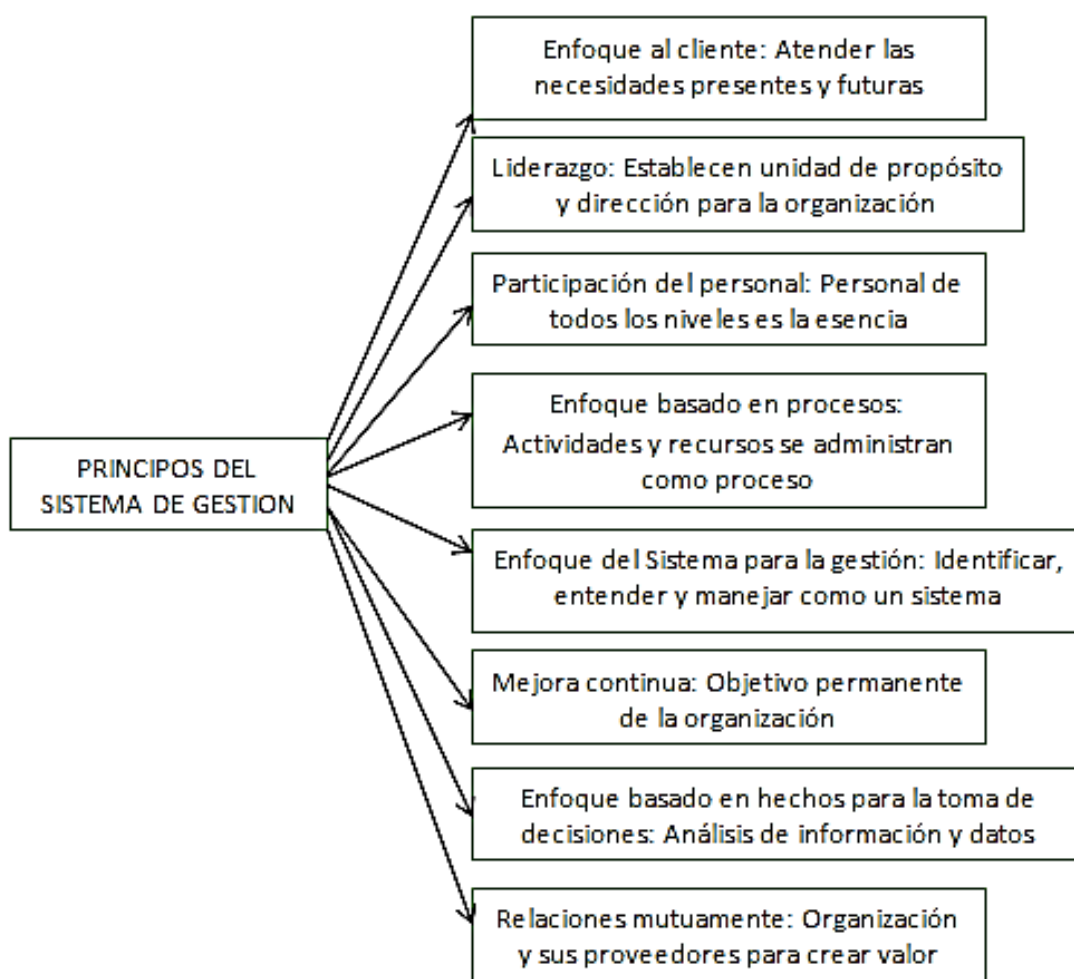 Enfoque al cliente: Atender las
necesidades presentes y futuras
Liderazgo: Establecen unidad de propósito
y dirección para la organización
Participación del personal: Personal de
todos los niveles es la esencia
Enfoque basado en procesos:
Actividades y recursos se administran
como proceso
PRINCIPOS DEL
SISTEMA DE GESTION
Enfoque del Sistema para la gestión: Identificar,
entender y manejar como un sistema
Mejora continua: Objetivo permanente
de la organización
Enfoque basado en hechos para la toma de
decisiones: Análisis de información y datos
Relaciones mutuamente: Organización
y sus proveedores para crear valor